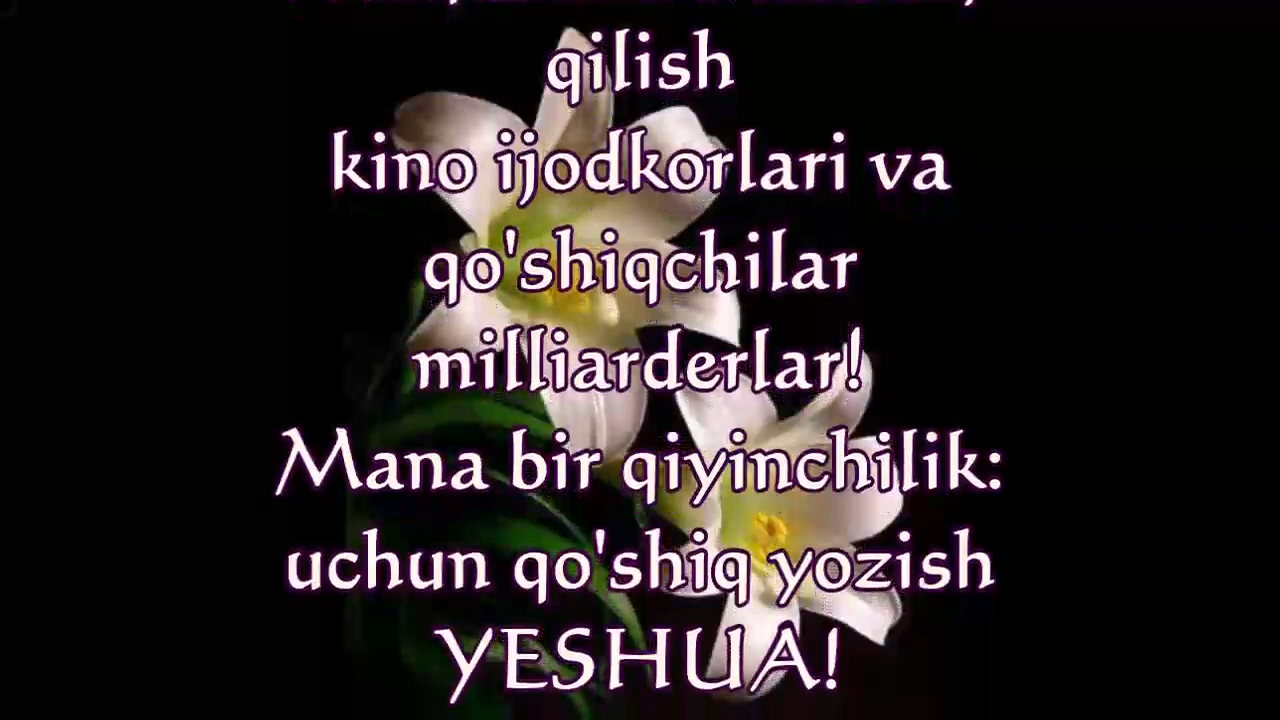 qilish
kino ijodkorlari va
qo'shiqchilar
milliarderlar!
Mana bir qiyinchilik:
uchun qo'shiq yozish
YESHUA!